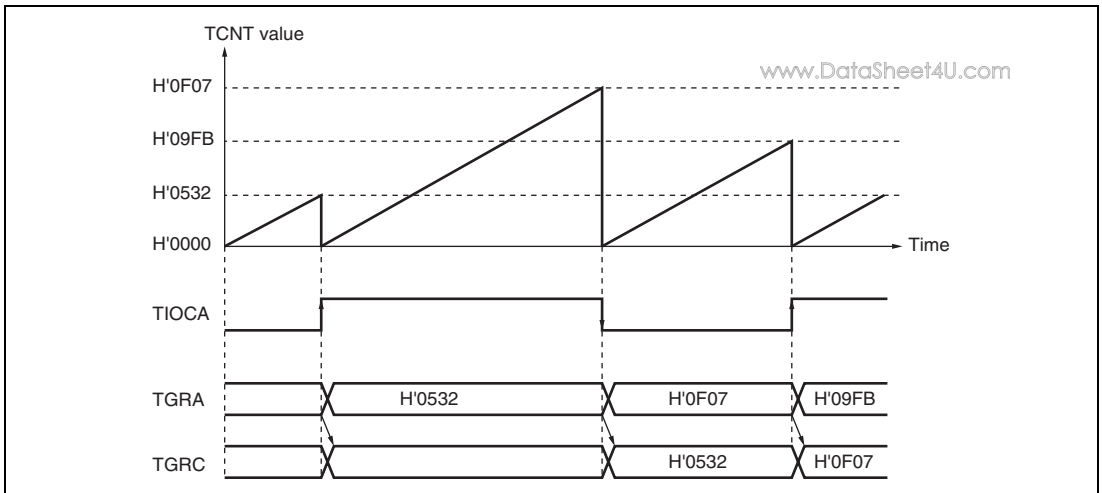 TCNT value
www.DataSheet4U.com
H'0F07
H'09FB
H'0532
H'0000
Time
TIOCA
TGRA H'0532 H'0F07 H'09FB
TGRC H'0532 H'0F07